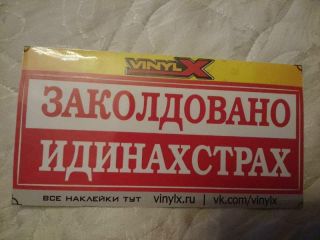 VINYLX
ЗАКОЛДОВАНО
ИДИНАХСТРАХ
ВСЕ НАКЛЕЙКИ ТУТ vinylx.ru | vk.com/vinylx